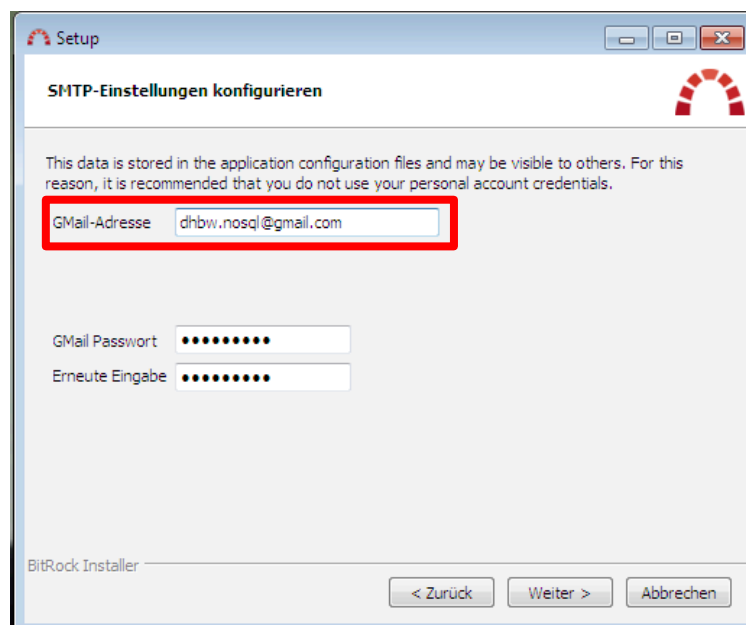 Setup
SMTP-Einstellungen konfigurieren
This data is stored in the application configuration files and may be visible to others. For this
reason, it is recommended that you do not use your personal account credentials.
GMail-Adresse dhbw.nosql@gmail.com
GMail Passwort •••••••••
Erneute Eingabe •••••••••
BitRock Installer
< Zurück Weiter > Abbrechen